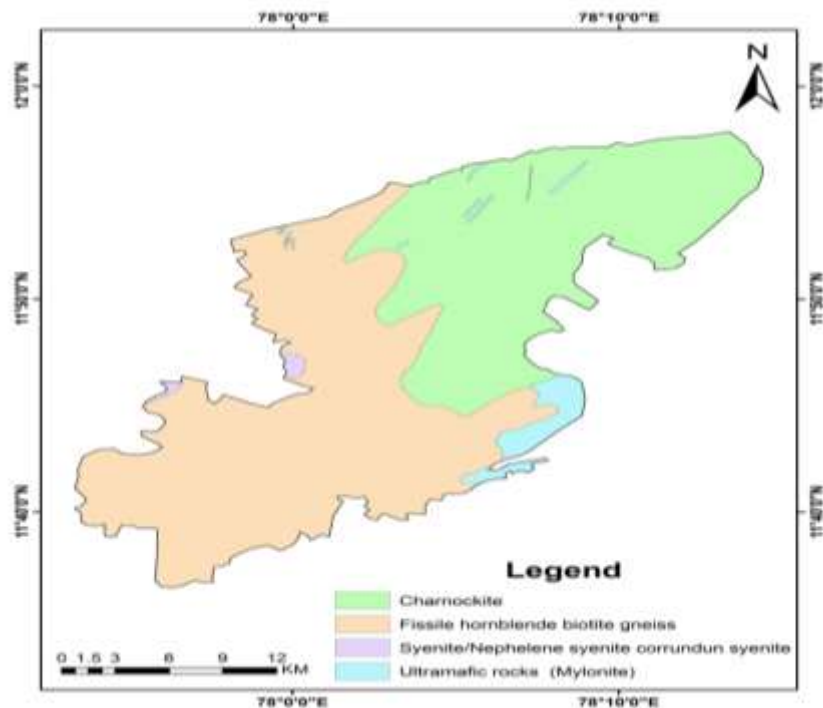 78°0'0"E 78°10'0"E
N
12°0'0"N 12°0'0"N
11°50'0"N 11°50'0"N
11°40'0"N 11°40'0"N
Legend
Charnockite
Fissile hornblende biotite gneiss
Syenite/Nephelene syenite corrundun syenite
Ultramafic rocks (Mylonite)
0 1.5 3 6 9 12
KM
78°0'0"E 78°10'0"E